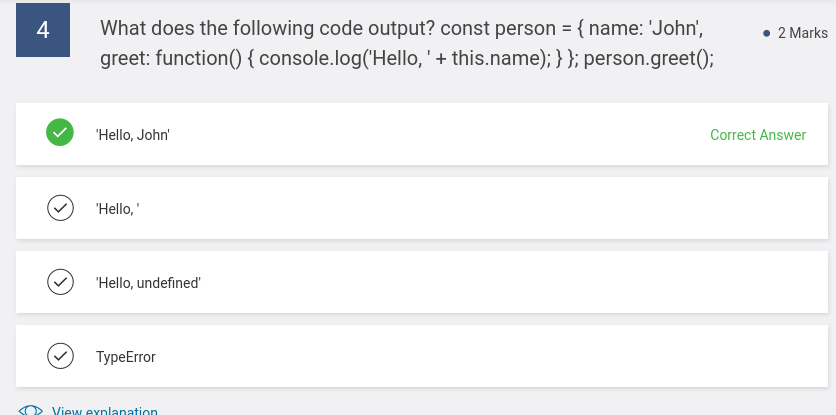 4
What does the following code output? const person = { name: 'John',
greet: function() { console.log('Hello, ' + this.name); } }; person.greet();
2 Marks
'Hello, John'
Correct Answer
'Hello, '
'Hello, undefined'
TypeError
View explanation